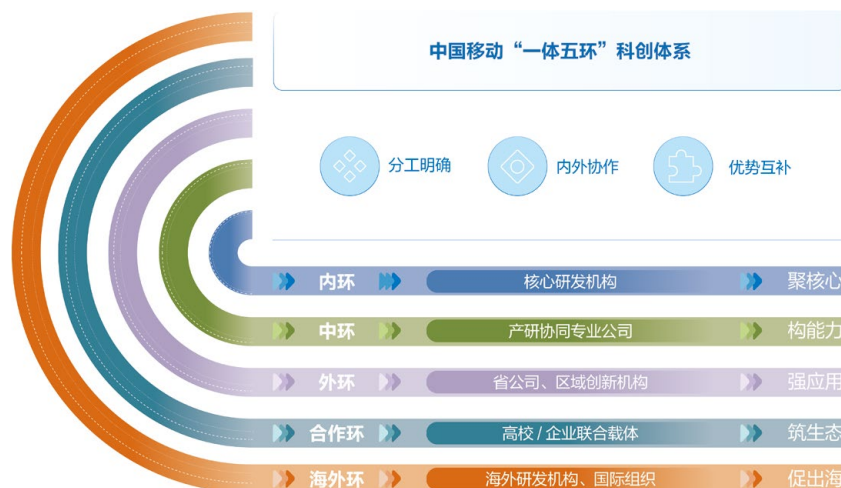 中国移动“一体五环”科创体系
分工明确
内外协作
优势互补
内环 核心研发机构 聚核心
中环 产研协同专业公司 构能力
外环 省公司、区域创新机构 强应用
合作环 高校 / 企业联合载体 筑生态
海外环 海外研发机构、国际组织 促出海